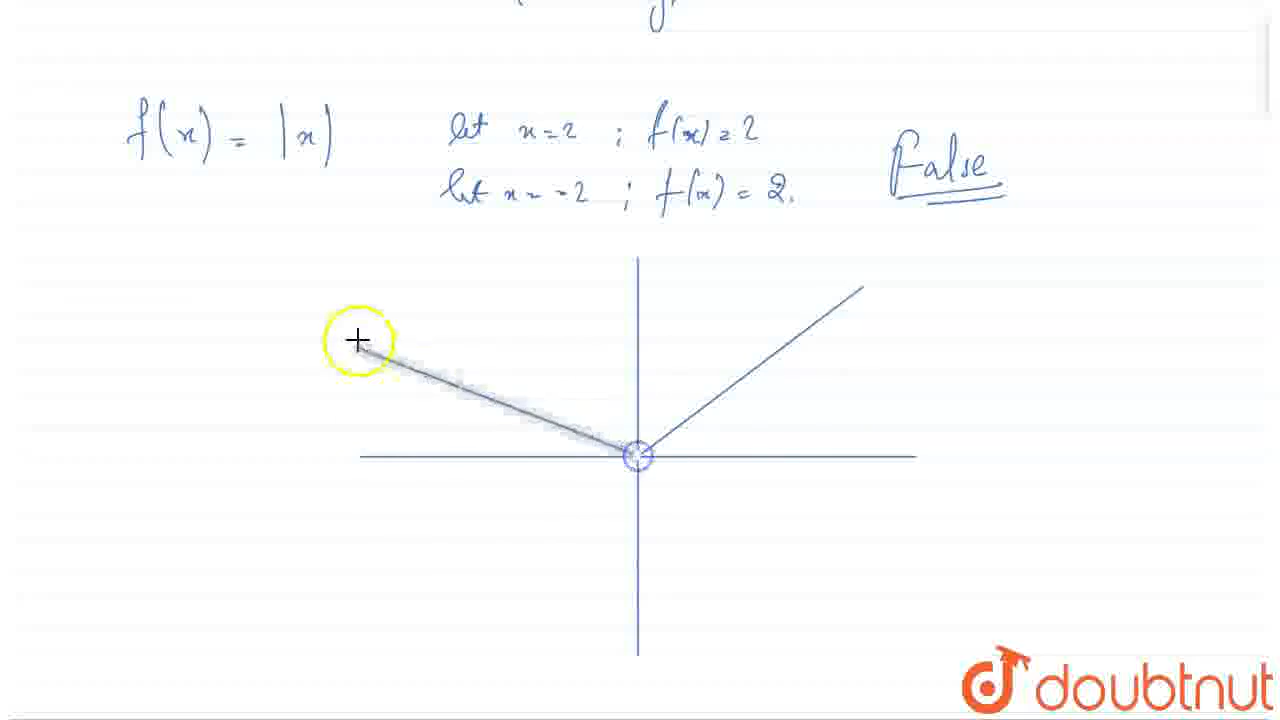 f(x) = |x|
let x=2 ; f(x)=2
let x=-2 ; f(x) = 2.
False
doubtnut